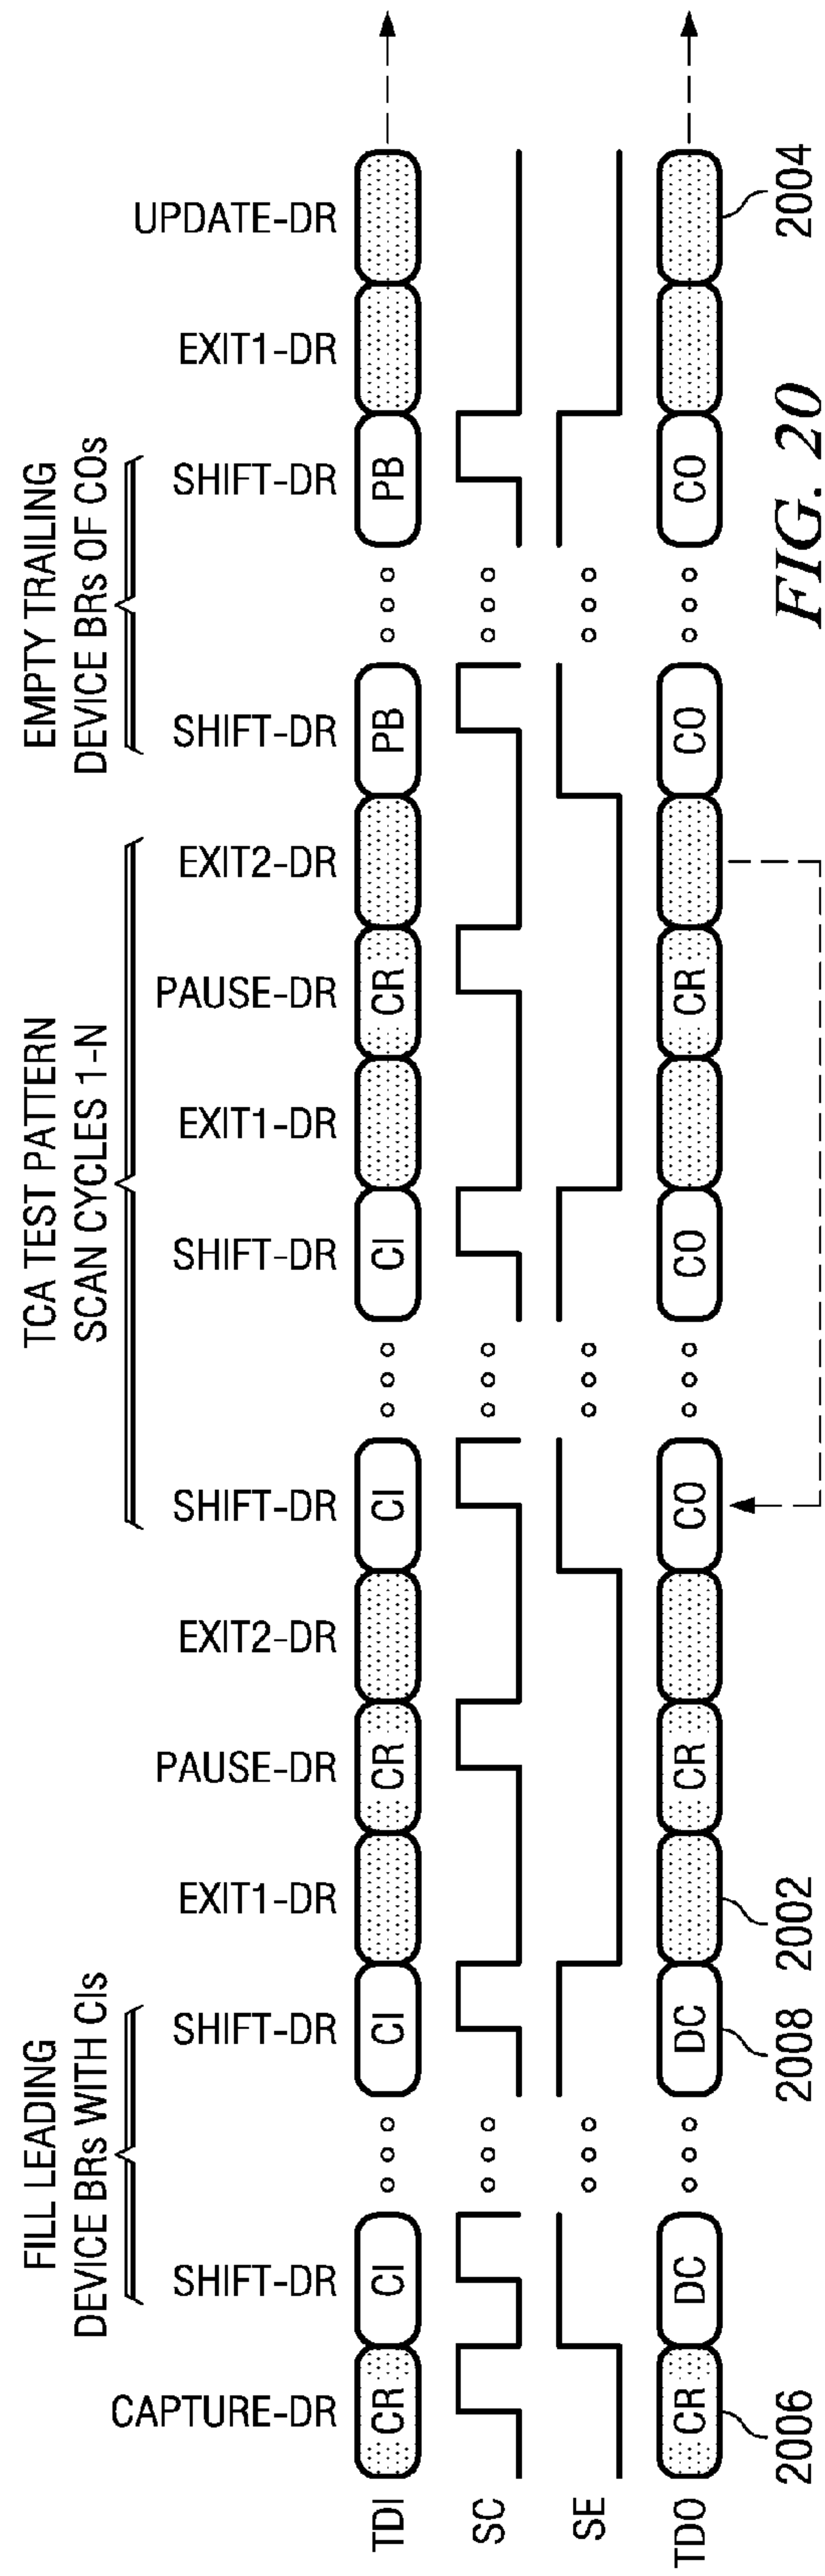 FILL LEADING
DEVICE BRs WITH CIs
TCA TEST PATTERN
SCAN CYCLES 1-N
EMPTY TRAILING
DEVICE BRs OF COs
CAPTURE-DR
SHIFT-DR
SHIFT-DR
EXIT1-DR
PAUSE-DR
EXIT2-DR
SHIFT-DR
SHIFT-DR
EXIT1-DR
PAUSE-DR
EXIT2-DR
SHIFT-DR
SHIFT-DR
EXIT1-DR
UPDATE-DR
TDI
CR
CI
CI
CR
CI
CI
CR
PB
PB
SC
SE
TDO
CR
DC
DC
CR
CO
CO
CR
CO
CO
2006
2008
2002
2004
FIG. 20